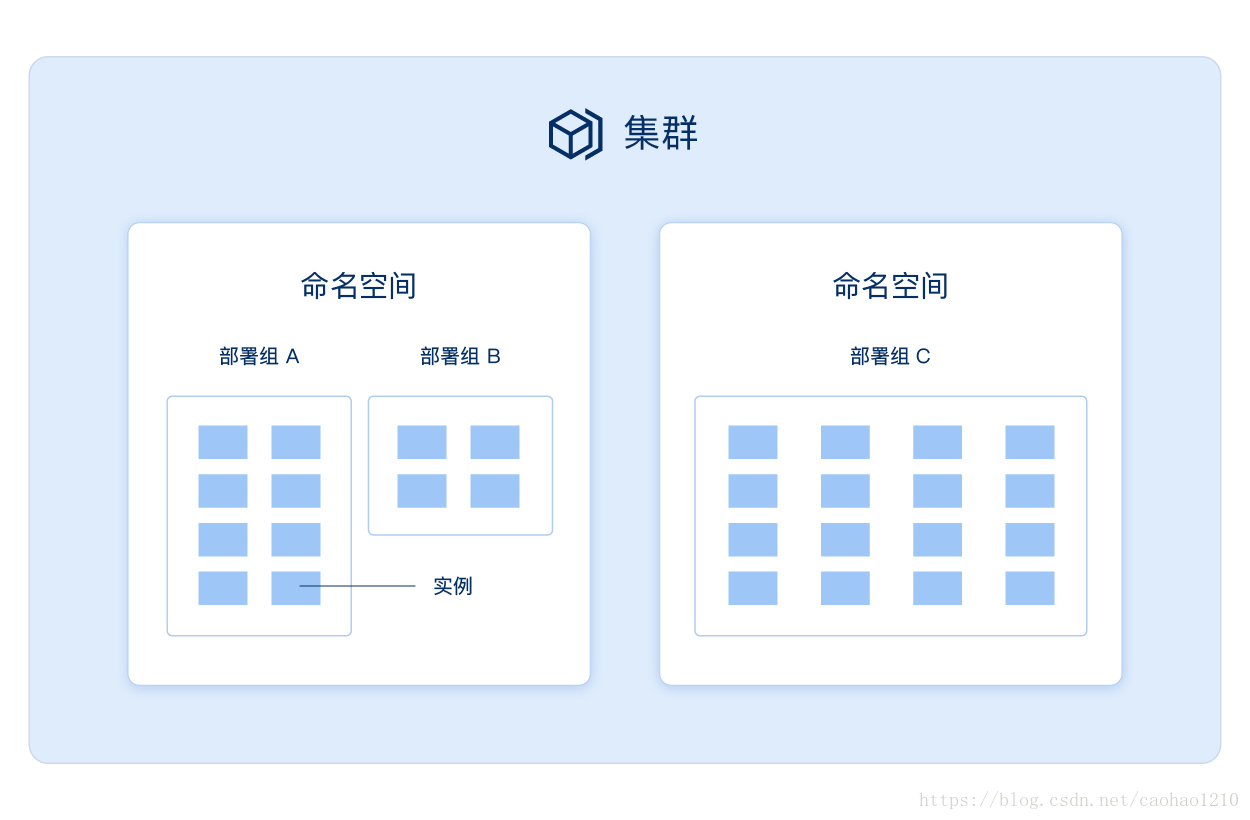 集群
命名空间
命名空间
部署组 A
部署组 B
部署组 C
实例
https://blog.csdn.net/caohao1210